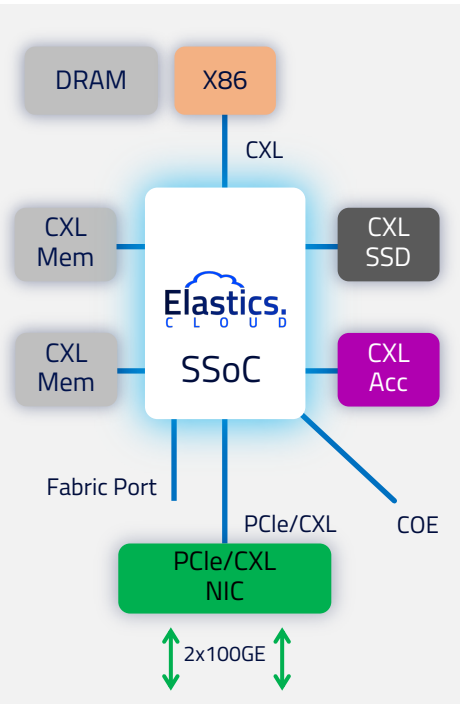 DRAM
X86
CXL
CXL
Mem
CXL
SSD
Elastics.
CLOUD
SSoC
CXL
Mem
CXL
Acc
Fabric Port
PCIe/CXL
COE
PCIe/CXL
NIC
2x100GE